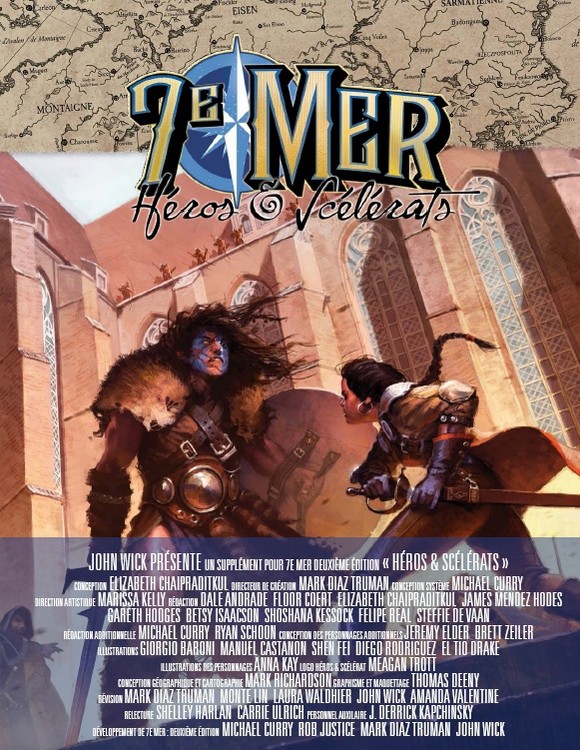 Carleon
EISEN
SARMATIENNE
MONTAIGNE
Charouse
7E MER
Héros & Scélérats
JOHN WICK PRÉSENTE UN SUPPLÉMENT POUR 7E MER DEUXIÈME ÉDITION « HÉROS & SCÉLÉRATS »
CONCEPTION ELIZABETH CHAIPRADITKUL DIRECTEUR DE CRÉATION MARK DIAZ TRUMAN CONCEPTION SYSTÈME MICHAEL CURRY
DIRECTION ARTISTIQUE MARISSA KELLY RÉDACTION DALE ANDRADE FLOOR COERT ELIZABETH CHAIPRADITKUL JAMES MENDEZ HODES
GARETH HODGES BETSY ISAACSON SHOSHANA KESSOCK FELIPE REAL STEFFIE DE VAAN
RÉDACTION ADDITIONNELLE MICHAEL CURRY RYAN SCHOON CONCEPTION DES PERSONNAGES ADDITIONNELS JEREMY ELDER BRETT ZEILER
ILLUSTRATIONS GIORGIO BARONI MANUEL CASTANON SHEN FEI DIEGO RODRIGUEZ EL TIO DRAKE
ILLUSTRATIONS DES PERSONNAGES ANNA KAY LOGO HÉROS & SCÉLÉRAT MEAGAN TROTT
CONCEPTION GÉOGRAPHIQUE ET CARTOGRAPHIE MARK RICHARDSON GRAPHISME ET MAQUETTAGE THOMAS DEENY
RÉVISION MARK DIAZ TRUMAN MONTE LIN LAURA WALDHIER JOHN WICK AMANDA VALENTINE
RELECTURE SHELLEY HARLAN CARRIE ULRICH PERSONNEL AUXILIAIRE J. DERRICK KAPCHINSKY
DÉVELOPPEMENT DE 7E MER : DEUXIÈME ÉDITION MICHAEL CURRY ROB JUSTICE MARK DIAZ TRUMAN JOHN WICK